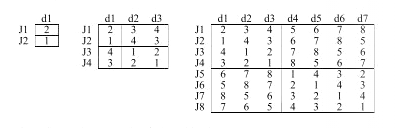 d1
J1 2
J2 1
d1 d2 d3
J1 2 3 4
J2 1 4 3
J3 4 1 2
J4 3 2 1
d1 d2 d3 d4 d5 d6 d7
J1 2 3 4 5 6 7 8
J2 1 4 3 6 7 8 5
J3 4 1 2 7 8 5 6
J4 3 2 1 8 5 6 7
J5 6 7 8 1 4 3 2
J6 5 8 7 2 1 4 3
J7 8 5 6 3 2 1 4
J8 7 6 5 4 3 2 1